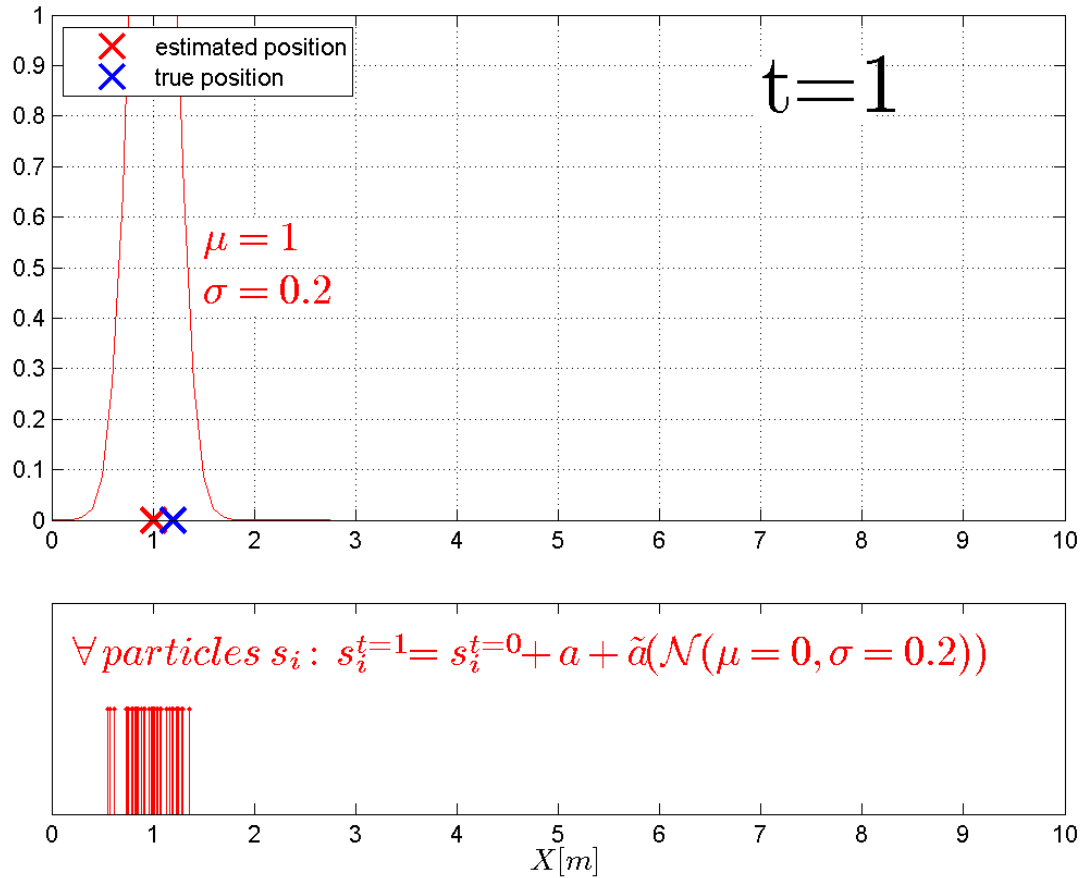 1
0.9
0.8
0.7
0.6
0.5
0.4
0.3
0.2
0.1
0
estimated position
true position
t=1
μ = 1
σ = 0.2
0 1 2 3 4 5 6 7 8 9 10
∀ particles s_i : s_i^{t=1} = s_i^{t=0} + a + ã(𝒩(μ = 0, σ = 0.2))
0 1 2 3 4 5 6 7 8 9 10
X[m]